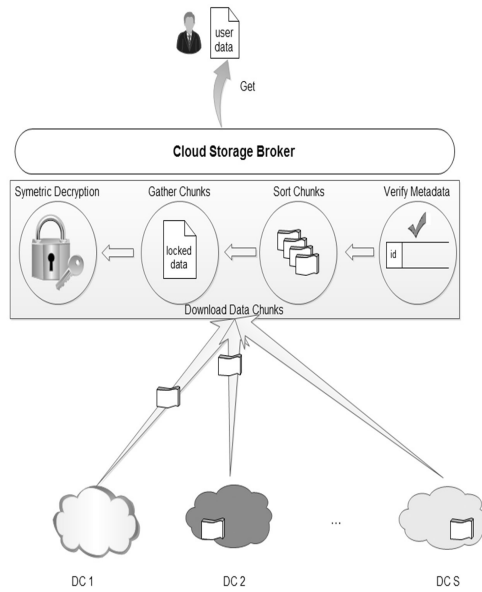 user
data
Get
Cloud Storage Broker
Symetric Decryption
Gather Chunks
Sort Chunks
Verify Metadata
locked
data
id
Download Data Chunks
...
DC 1
DC 2
DC S